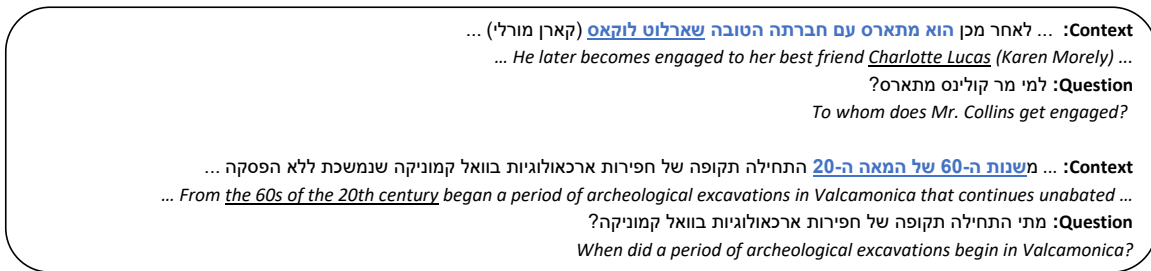 Context: ... לאחר מכן הוא מתארס עם חברתה הטובה שארלוט לוקאס (קארן מורלי) ...
... He later becomes engaged to her best friend Charlotte Lucas (Karen Morely) ...
Question: למי מר קולינס מתארס?
To whom does Mr. Collins get engaged?
Context: ... משנות ה-60 של המאה ה-20 התחילה תקופה של חפירות ארכאולוגיות בוואל קמוניקה שנמשכת ללא הפסקה ...
... From the 60s of the 20th century began a period of archeological excavations in Valcamonica that continues unabated ...
Question: מתי התחילה תקופה של חפירות ארכאולוגיות בוואל קמוניקה?
When did a period of archeological excavations begin in Valcamonica?